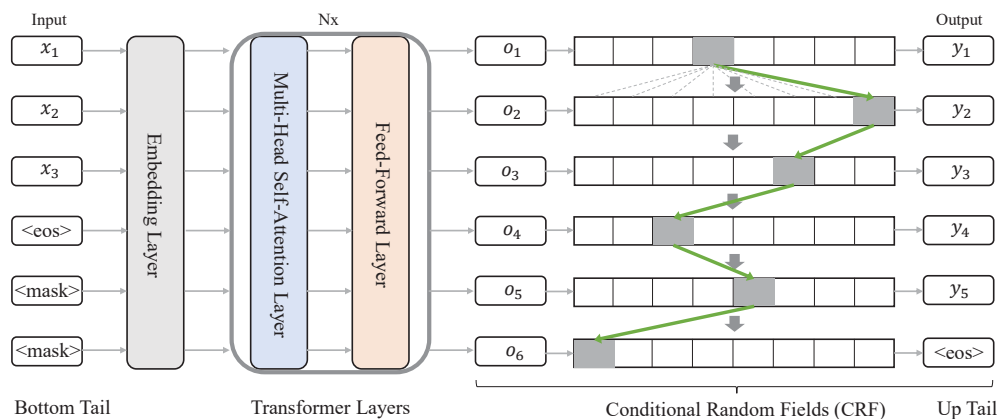 Input Nx Output
x₁ o₁ y₁
x₂ o₂ y₂
x₃ o₃ y₃
<eos> o₄ y₄
<mask> o₅ y₅
<mask> o₆ <eos>
Embedding Layer
Multi-Head Self-Attention Layer
Feed-Forward Layer
Bottom Tail Transformer Layers Conditional Random Fields (CRF) Up Tail